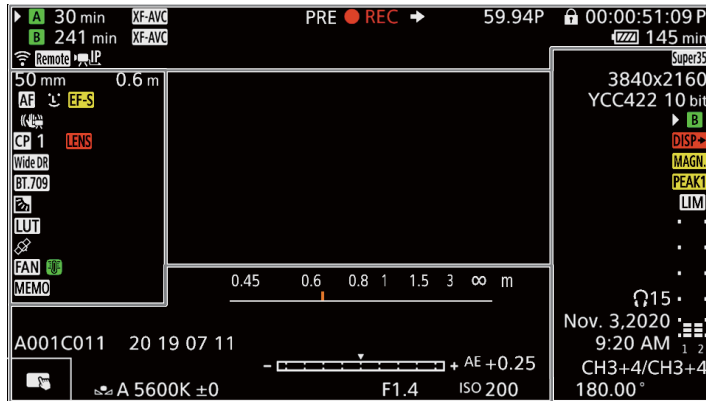 A 30 min XF-AVC PRE REC 59.94P 00:00:51:09 P
B 241 min XF-AVC 145 min
Remote IP Super35
50 mm 0.6 m 3840x2160
AF L EF-S YCC422 10 bit
B
CP 1 LENS DISP
Wide DR MAGN.
BT.709 PEAK1
LIM
LUT
FAN
MEMO
0.45 0.6 0.8 1 1.5 3 ∞ m
15
Nov. 3,2020
A001C011 20 19 07 11 9:20 AM 1 2
- + AE +0.25 CH3+4/CH3+4
A 5600K ±0 F1.4 ISO 200 180.00°